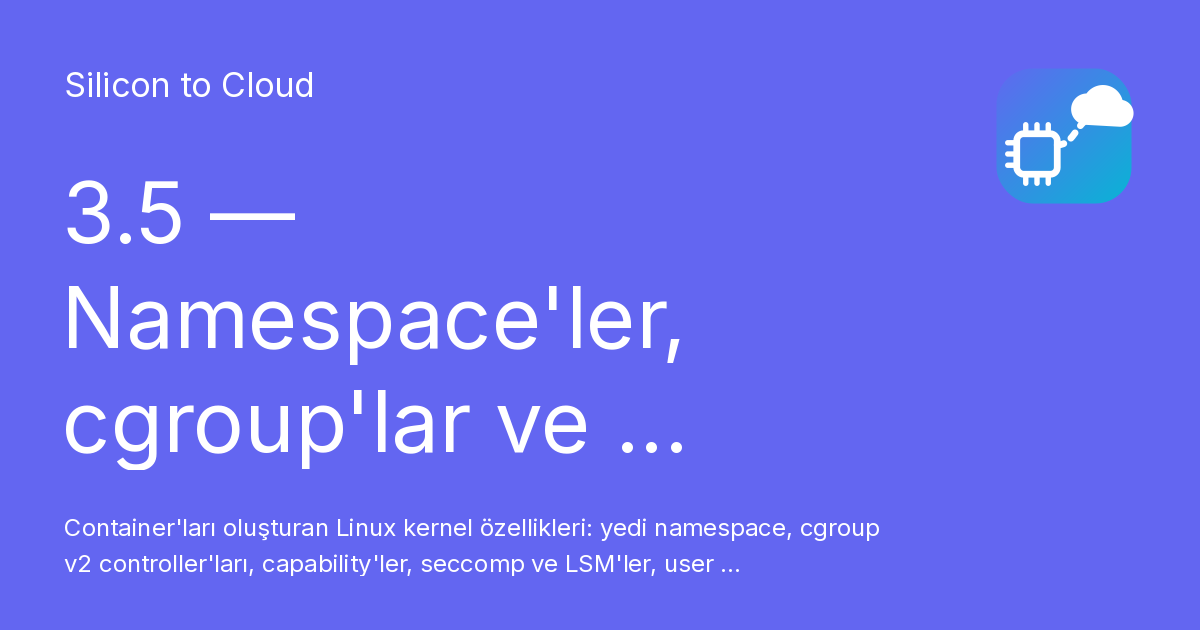 Silicon to Cloud
3.5 —
Namespace'ler,
cgroup'lar ve ...
Container'ları oluşturan Linux kernel özellikleri: yedi namespace, cgroup
v2 controller'ları, capability'ler, seccomp ve LSM'ler, user ...